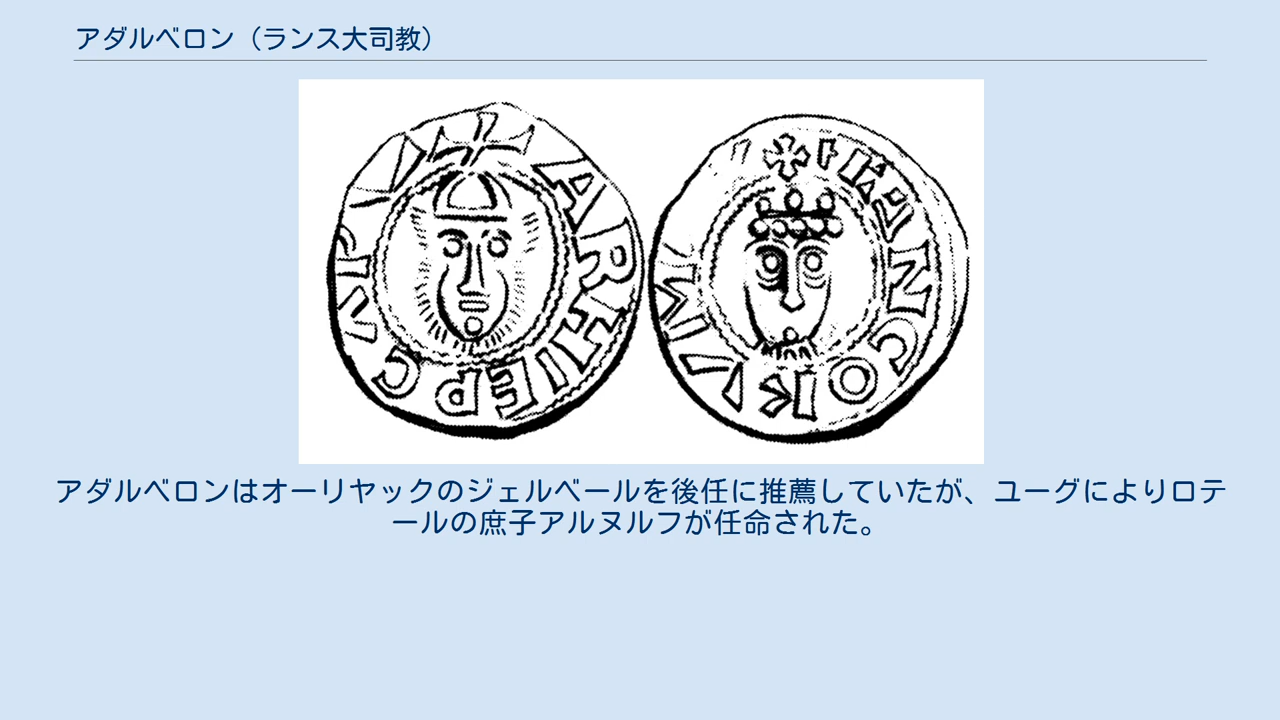 アダルベロン（ランス大司教）
アダルベロンはオーリヤックのジェルベールを後任に推薦していたが、ユーグによりロテ
ールの庶子アルヌルフが任命された。